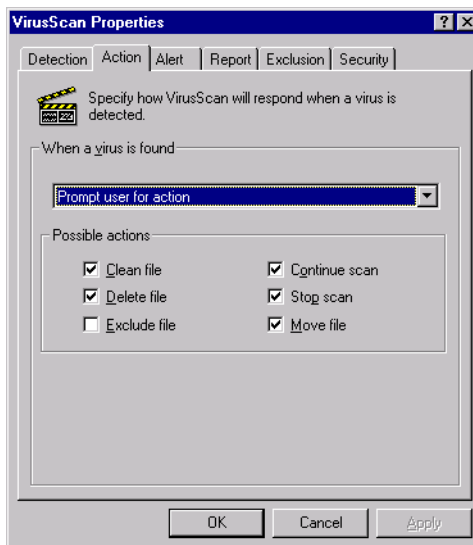 VirusScan Properties
Detection Action Alert Report Exclusion Security
Specify how VirusScan will respond when a virus is
detected.
When a virus is found
Prompt user for action
Possible actions
Clean file Continue scan
Delete file Stop scan
Exclude file Move file
OK Cancel Apply